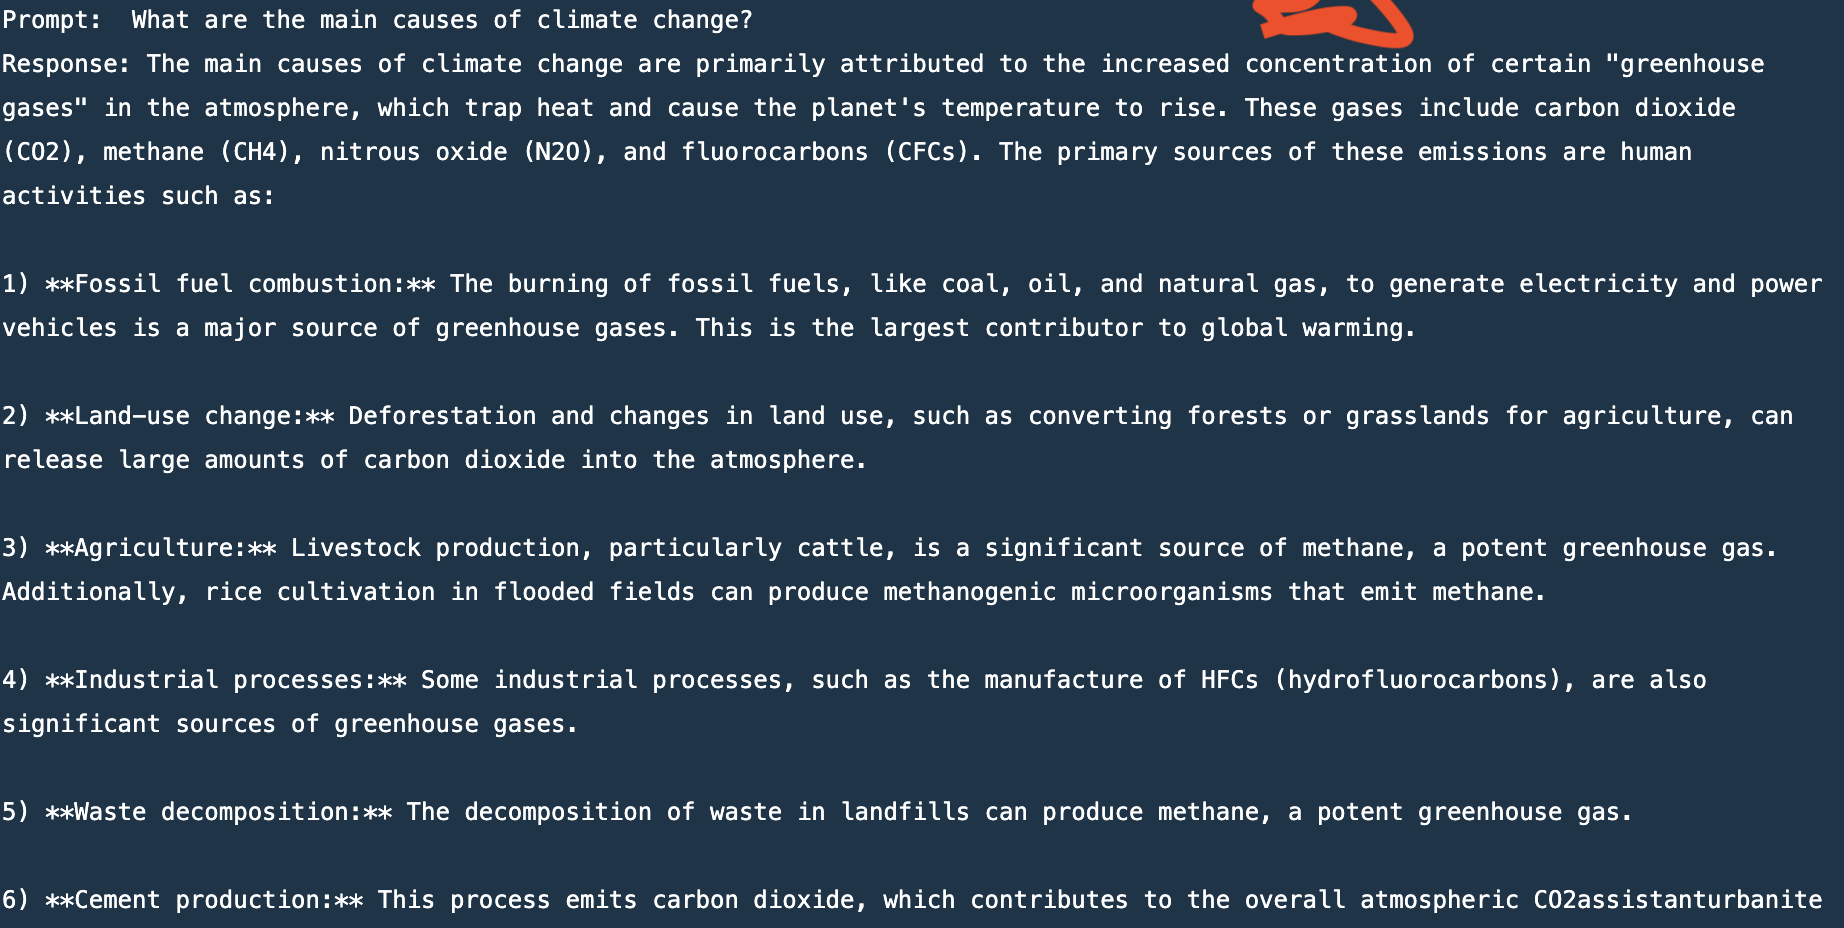 Prompt:  What are the main causes of climate change?
Response: The main causes of climate change are primarily attributed to the increased concentration of certain "greenhouse
gases" in the atmosphere, which trap heat and cause the planet's temperature to rise. These gases include carbon dioxide
(CO2), methane (CH4), nitrous oxide (N2O), and fluorocarbons (CFCs). The primary sources of these emissions are human
activities such as:
1) **Fossil fuel combustion:** The burning of fossil fuels, like coal, oil, and natural gas, to generate electricity and power
vehicles is a major source of greenhouse gases. This is the largest contributor to global warming.
2) **Land-use change:** Deforestation and changes in land use, such as converting forests or grasslands for agriculture, can
release large amounts of carbon dioxide into the atmosphere.
3) **Agriculture:** Livestock production, particularly cattle, is a significant source of methane, a potent greenhouse gas.
Additionally, rice cultivation in flooded fields can produce methanogenic microorganisms that emit methane.
4) **Industrial processes:** Some industrial processes, such as the manufacture of HFCs (hydrofluorocarbons), are also
significant sources of greenhouse gases.
5) **Waste decomposition:** The decomposition of waste in landfills can produce methane, a potent greenhouse gas.
6) **Cement production:** This process emits carbon dioxide, which contributes to the overall atmospheric CO2assistanturbanite